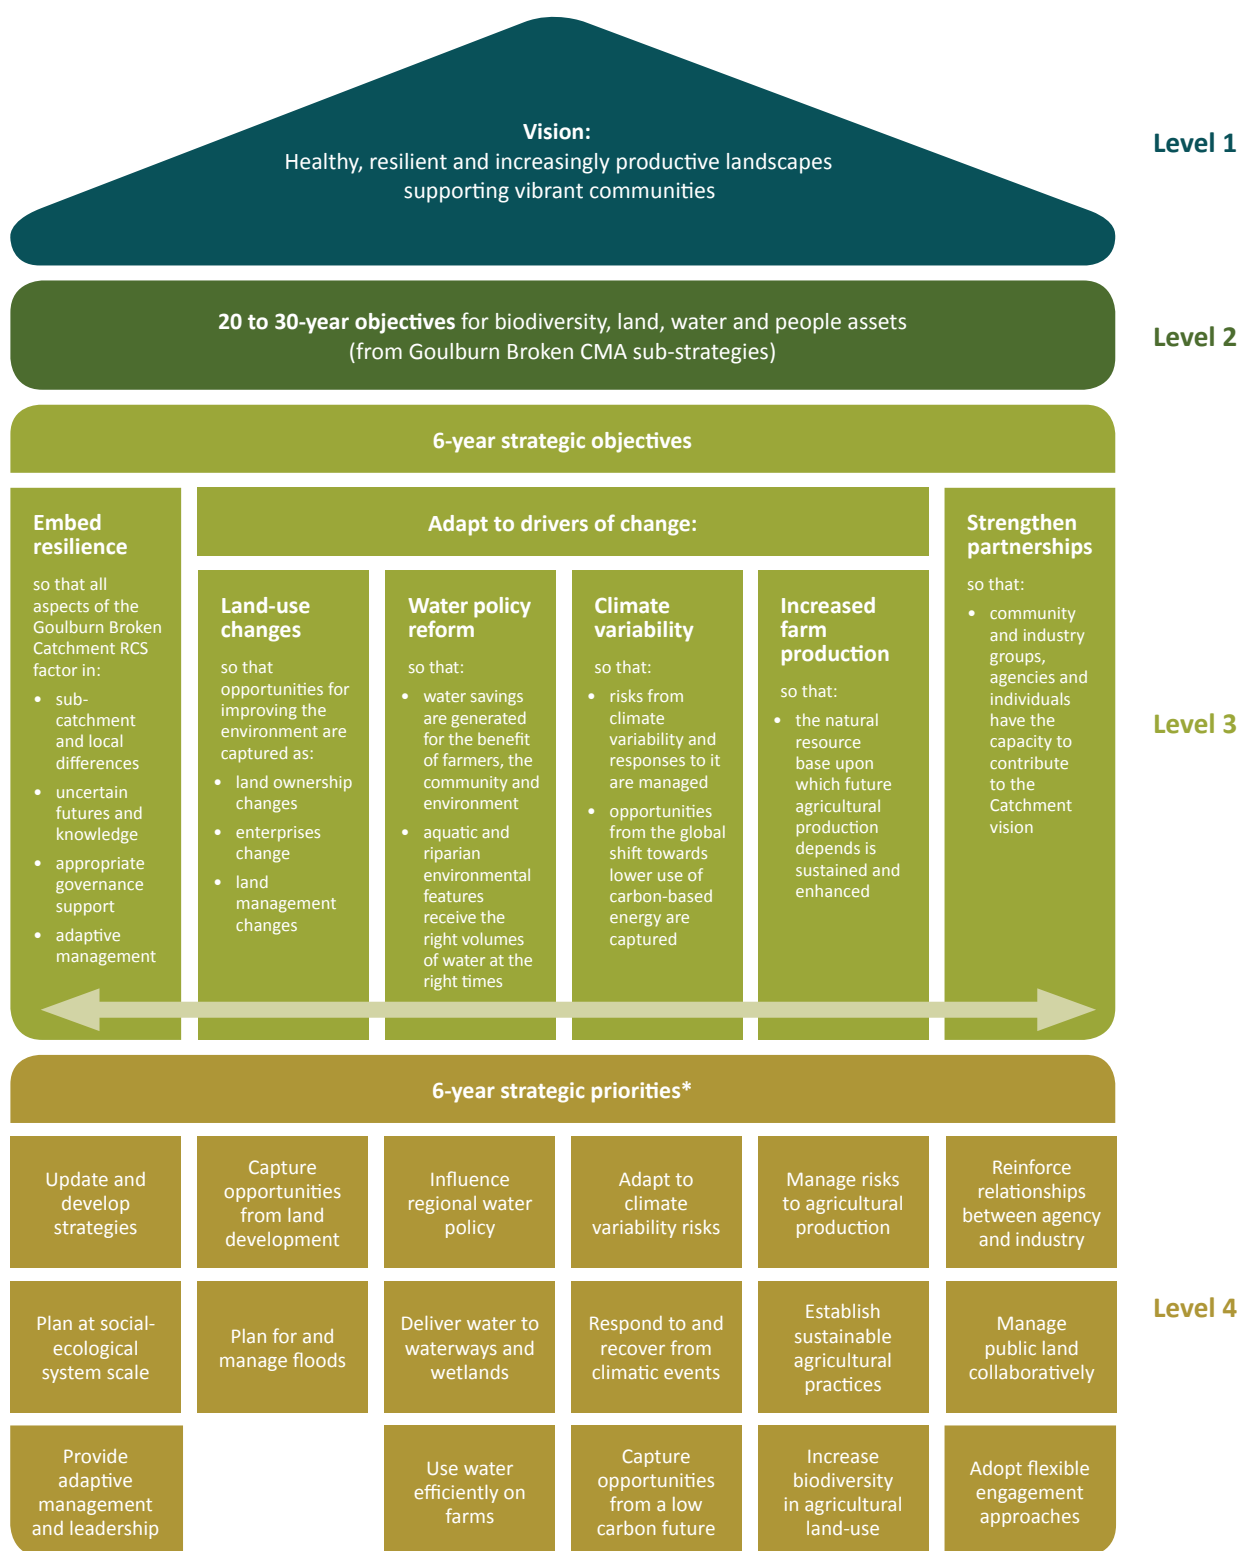 Vision:
Healthy, resilient and increasingly productive landscapes
supporting vibrant communities
Level 1
20 to 30-year objectives for biodiversity, land, water and people assets
(from Goulburn Broken CMA sub-strategies)
Level 2
6-year strategic objectives
Embed
resilience
so that all
aspects of the
Goulburn Broken
Catchment RCS
factor in:
• sub-
catchment
and local
differences
• uncertain
futures and
knowledge
• appropriate
governance
support
• adaptive
management
Adapt to drivers of change:
Land-use
changes
so that
opportunities for
improving the
environment are
captured as:
• land ownership
changes
• enterprises
change
• land
management
changes
Water policy
reform
so that:
• water savings
are generated
for the benefit
of farmers, the
community and
environment
• aquatic and
riparian
environmental
features
receive the
right volumes
of water at the
right times
Climate
variability
so that:
• risks from
climate
variability and
responses to it
are managed
• opportunities
from the global
shift towards
lower use of
carbon-based
energy are
captured
Increased
farm
production
so that:
• the natural
resource
base upon
which future
agricultural
production
depends is
sustained and
enhanced
Strengthen
partnerships
so that:
• community
and industry
groups,
agencies and
individuals
have the
capacity to
contribute
to the
Catchment
vision
Level 3
6-year strategic priorities*
Update and
develop
strategies
Capture
opportunities
from land
development
Influence
regional water
policy
Adapt to
climate
variability risks
Manage risks
to agricultural
production
Reinforce
relationships
between agency
and industry
Plan at social-
ecological
system scale
Plan for and
manage floods
Deliver water to
waterways and
wetlands
Respond to and
recover from
climatic events
Establish
sustainable
agricultural
practices
Manage
public land
collaboratively
Level 4
Provide
adaptive
management
and leadership
Use water
efficiently on
farms
Capture
opportunities
from a low
carbon future
Increase
biodiversity
in agricultural
land-use
Adopt flexible
engagement
approaches